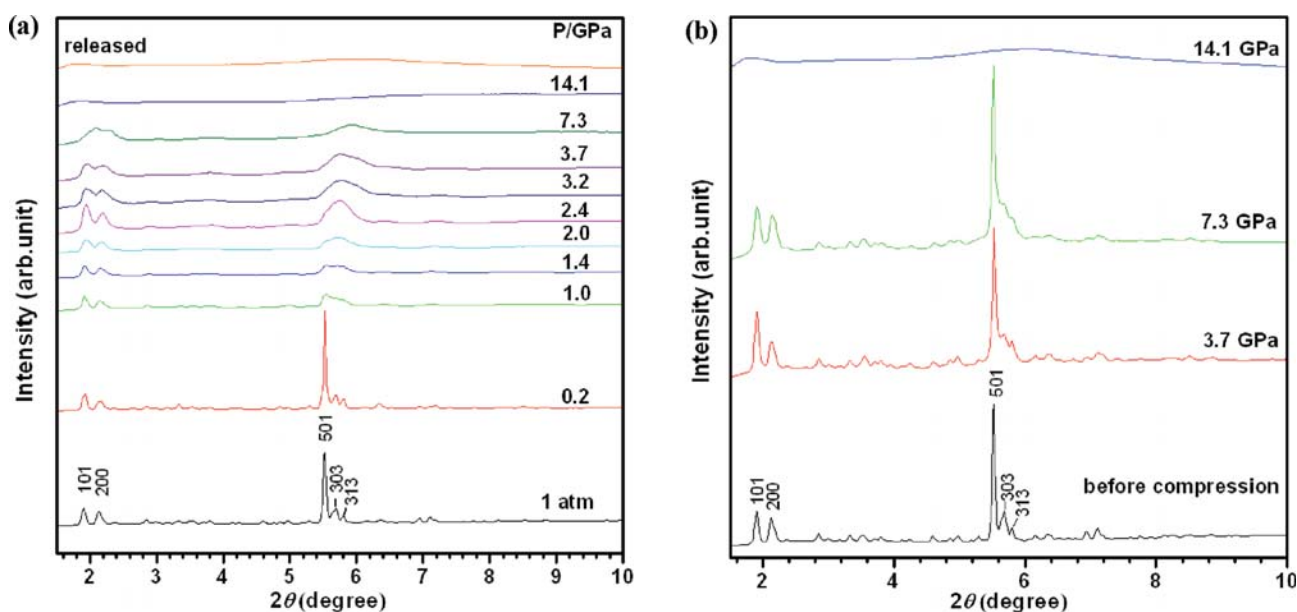 (a)
P/GPa
released
14.1
7.3
3.7
3.2
2.4
2.0
1.4
1.0
0.2
501
303
313
101
200
1 atm
Intensity (arb.unit)
2 3 4 5 6 7 8 9 10
2θ(degree)
(b)
14.1 GPa
7.3 GPa
3.7 GPa
501
before compression
303
313
101
200
Intensity (arb.unit)
2 4 6 8 10
2θ(degree)